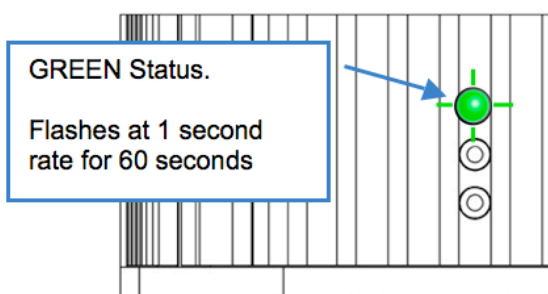 GREEN Status.
Flashes at 1 second
rate for 60 seconds